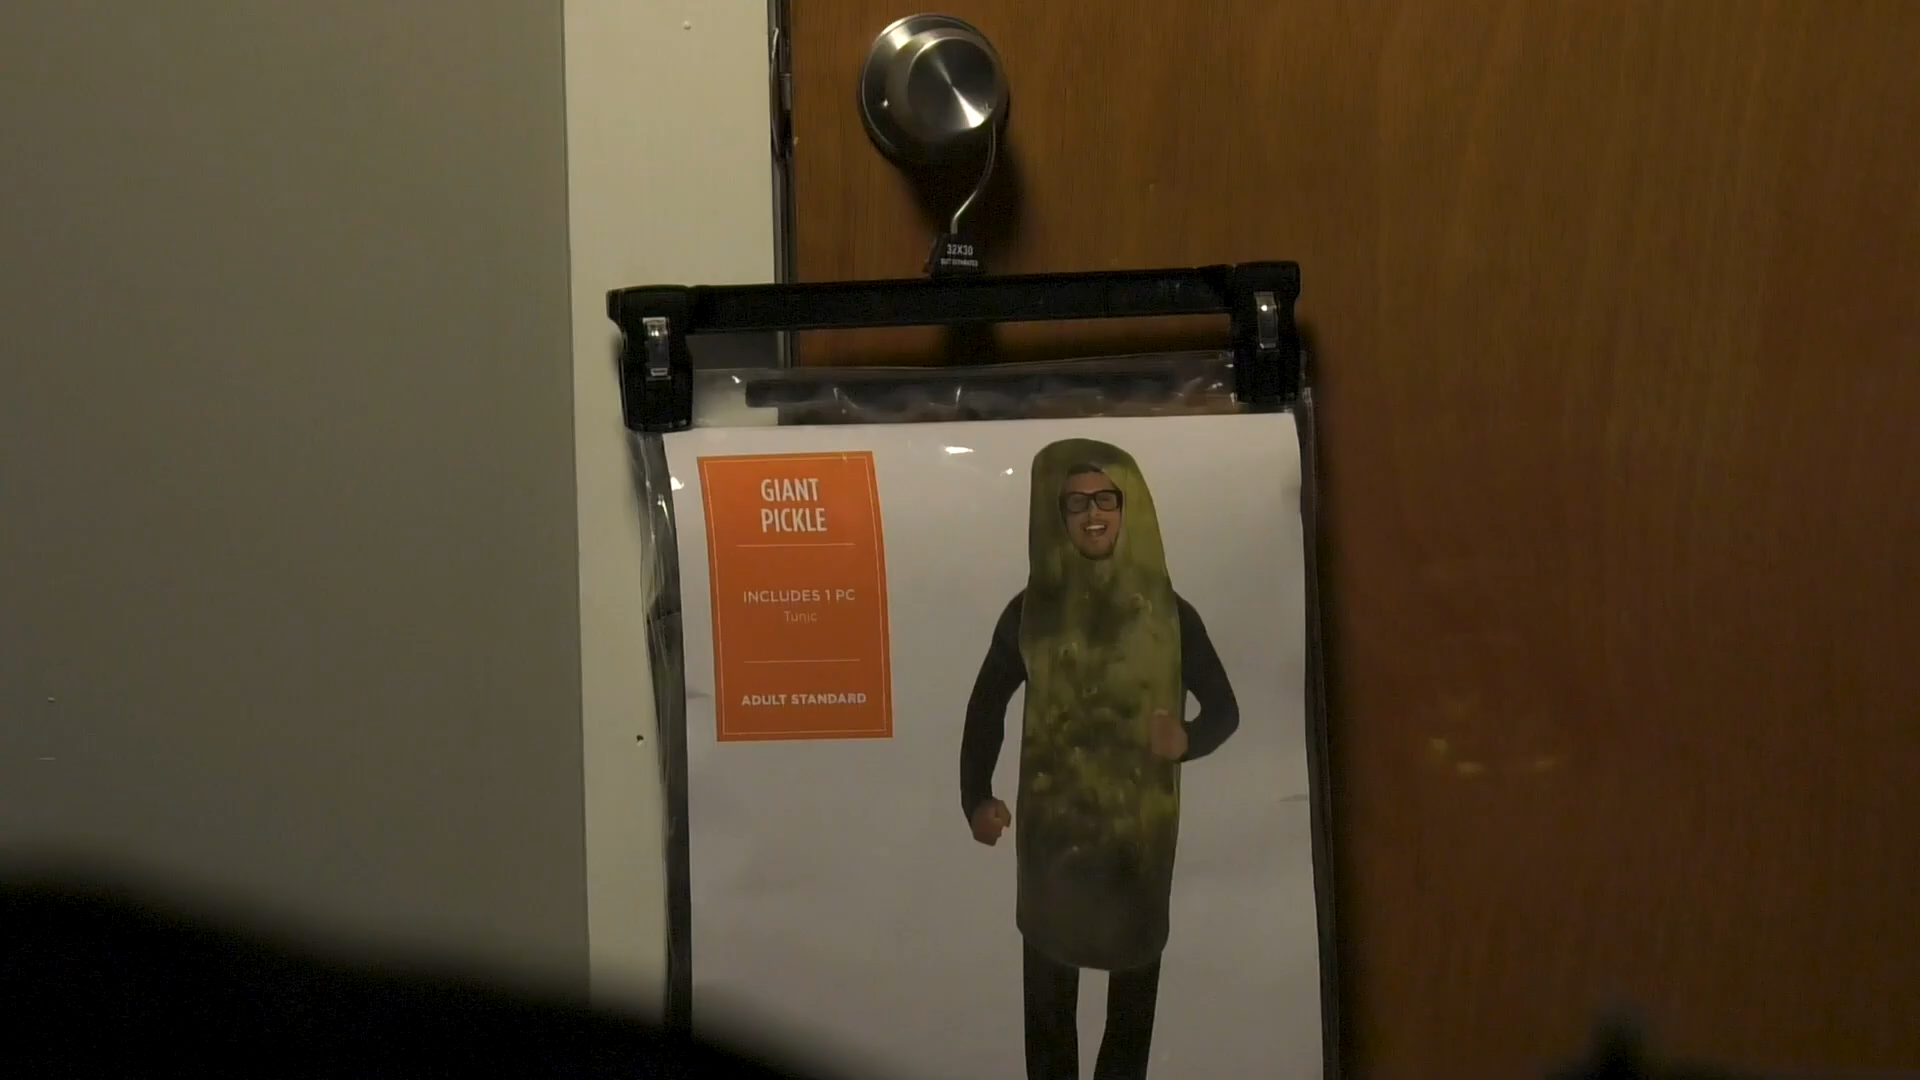 32X30
GIANT
PICKLE
INCLUDES 1 PC
Tunic
ADULT STANDARD